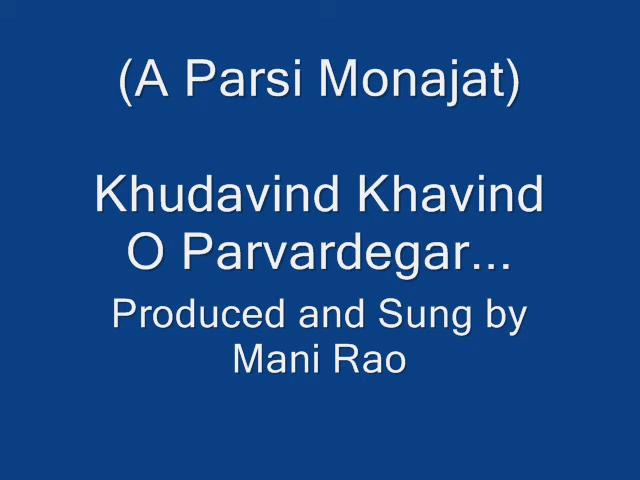 (A Parsi Monajat)
Khudavind Khavind
O Parvardegar...
Produced and Sung by
Mani Rao